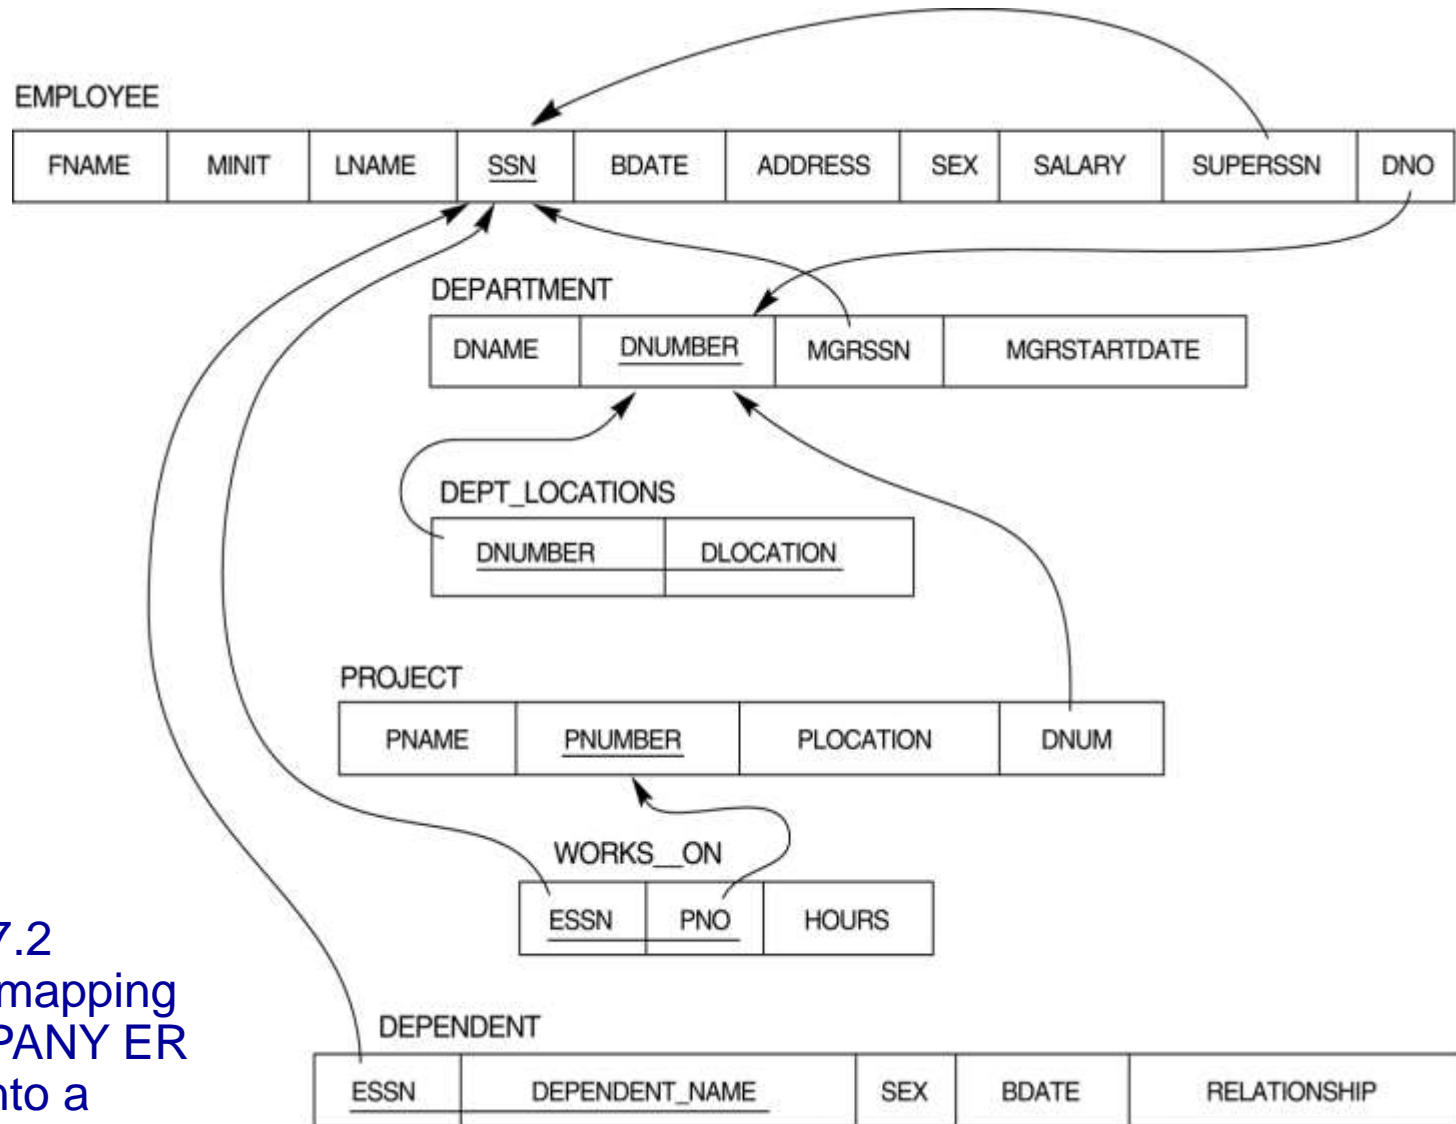 EMPLOYEE
FNAME MINIT LNAME SSN BDATE ADDRESS SEX SALARY SUPERSSN DNO
DEPARTMENT
DNAME DNUMBER MGRSSN MGRSTARTDATE
DEPT_LOCATIONS
DNUMBER DLOCATION
PROJECT
PNAME PNUMBER PLOCATION DNUM
WORKS__ON
ESSN PNO HOURS
DEPENDENT
ESSN DEPENDENT_NAME SEX BDATE RELATIONSHIP
7.2
mapping
PANY ER
nto a